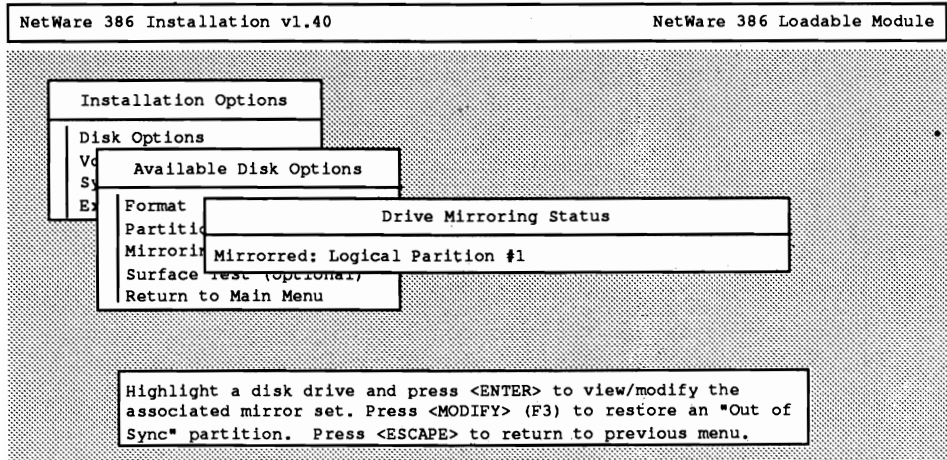 NetWare 386 Installation v1.40 NetWare 386 Loadable Module
Installation Options
Disk Options
Available Disk Options
Format
Drive Mirroring Status
Mirrorred: Logical Parition #1
Surface Test (Optional)
Return to Main Menu
Highlight a disk drive and press <ENTER> to view/modify the
associated mirror set. Press <MODIFY> (F3) to restore an "Out of
Sync" partition. Press <ESCAPE> to return to previous menu.